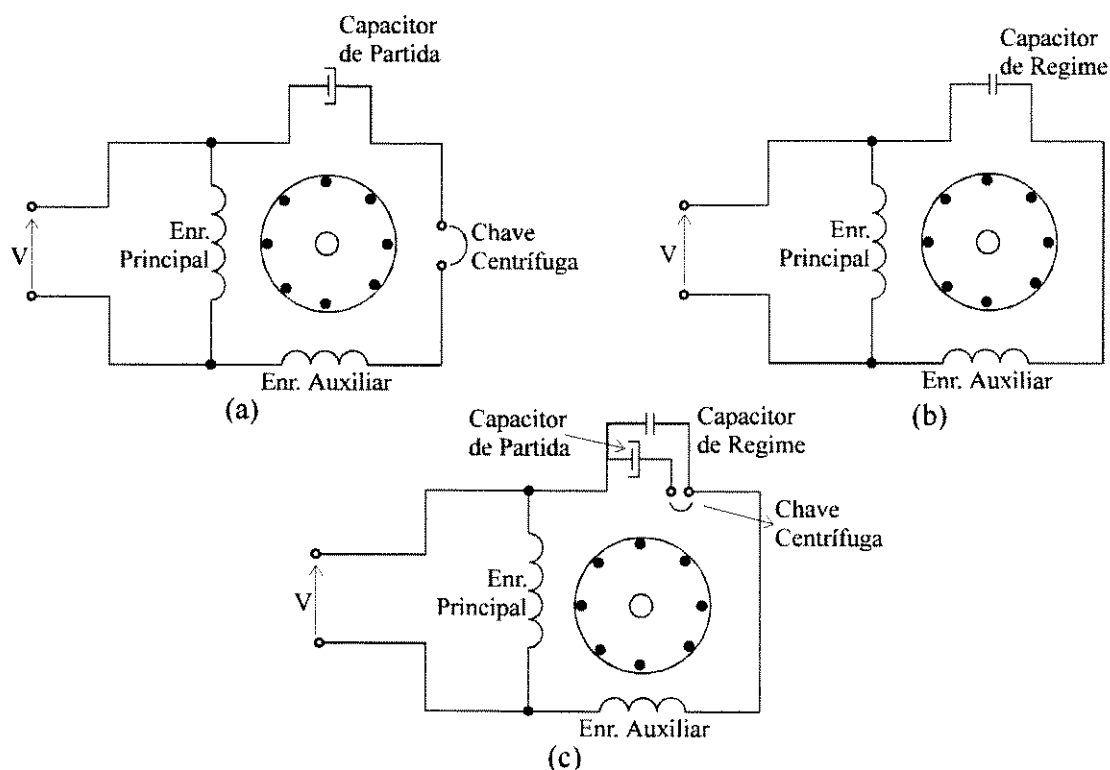 Capacitor
de Partida
Enr.
Principal
V
Chave
Centrífuga
Enr. Auxiliar
(a)
Capacitor
de Regime
Enr.
Principal
V
Enr. Auxiliar
(b)
Capacitor
de Partida
Capacitor
de Regime
Chave
Centrífuga
Enr.
Principal
V
Enr. Auxiliar
(c)